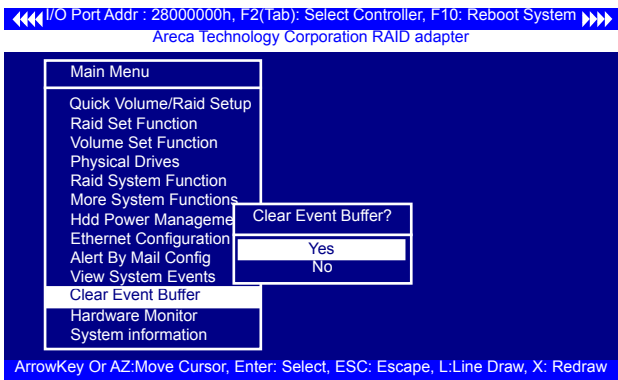 I/O Port Addr : 28000000h, F2(Tab): Select Controller, F10: Reboot System
Areca Technology Corporation RAID adapter
Main Menu
Quick Volume/Raid Setup
Raid Set Function
Volume Set Function
Physical Drives
Raid System Function
More System Functions
Hdd Power Manageme
Ethernet Configuration
Alert By Mail Config
View System Events
Clear Event Buffer
Hardware Monitor
System information
Clear Event Buffer?
Yes
No
ArrowKey Or AZ:Move Cursor, Enter: Select, ESC: Escape, L:Line Draw, X: Redraw